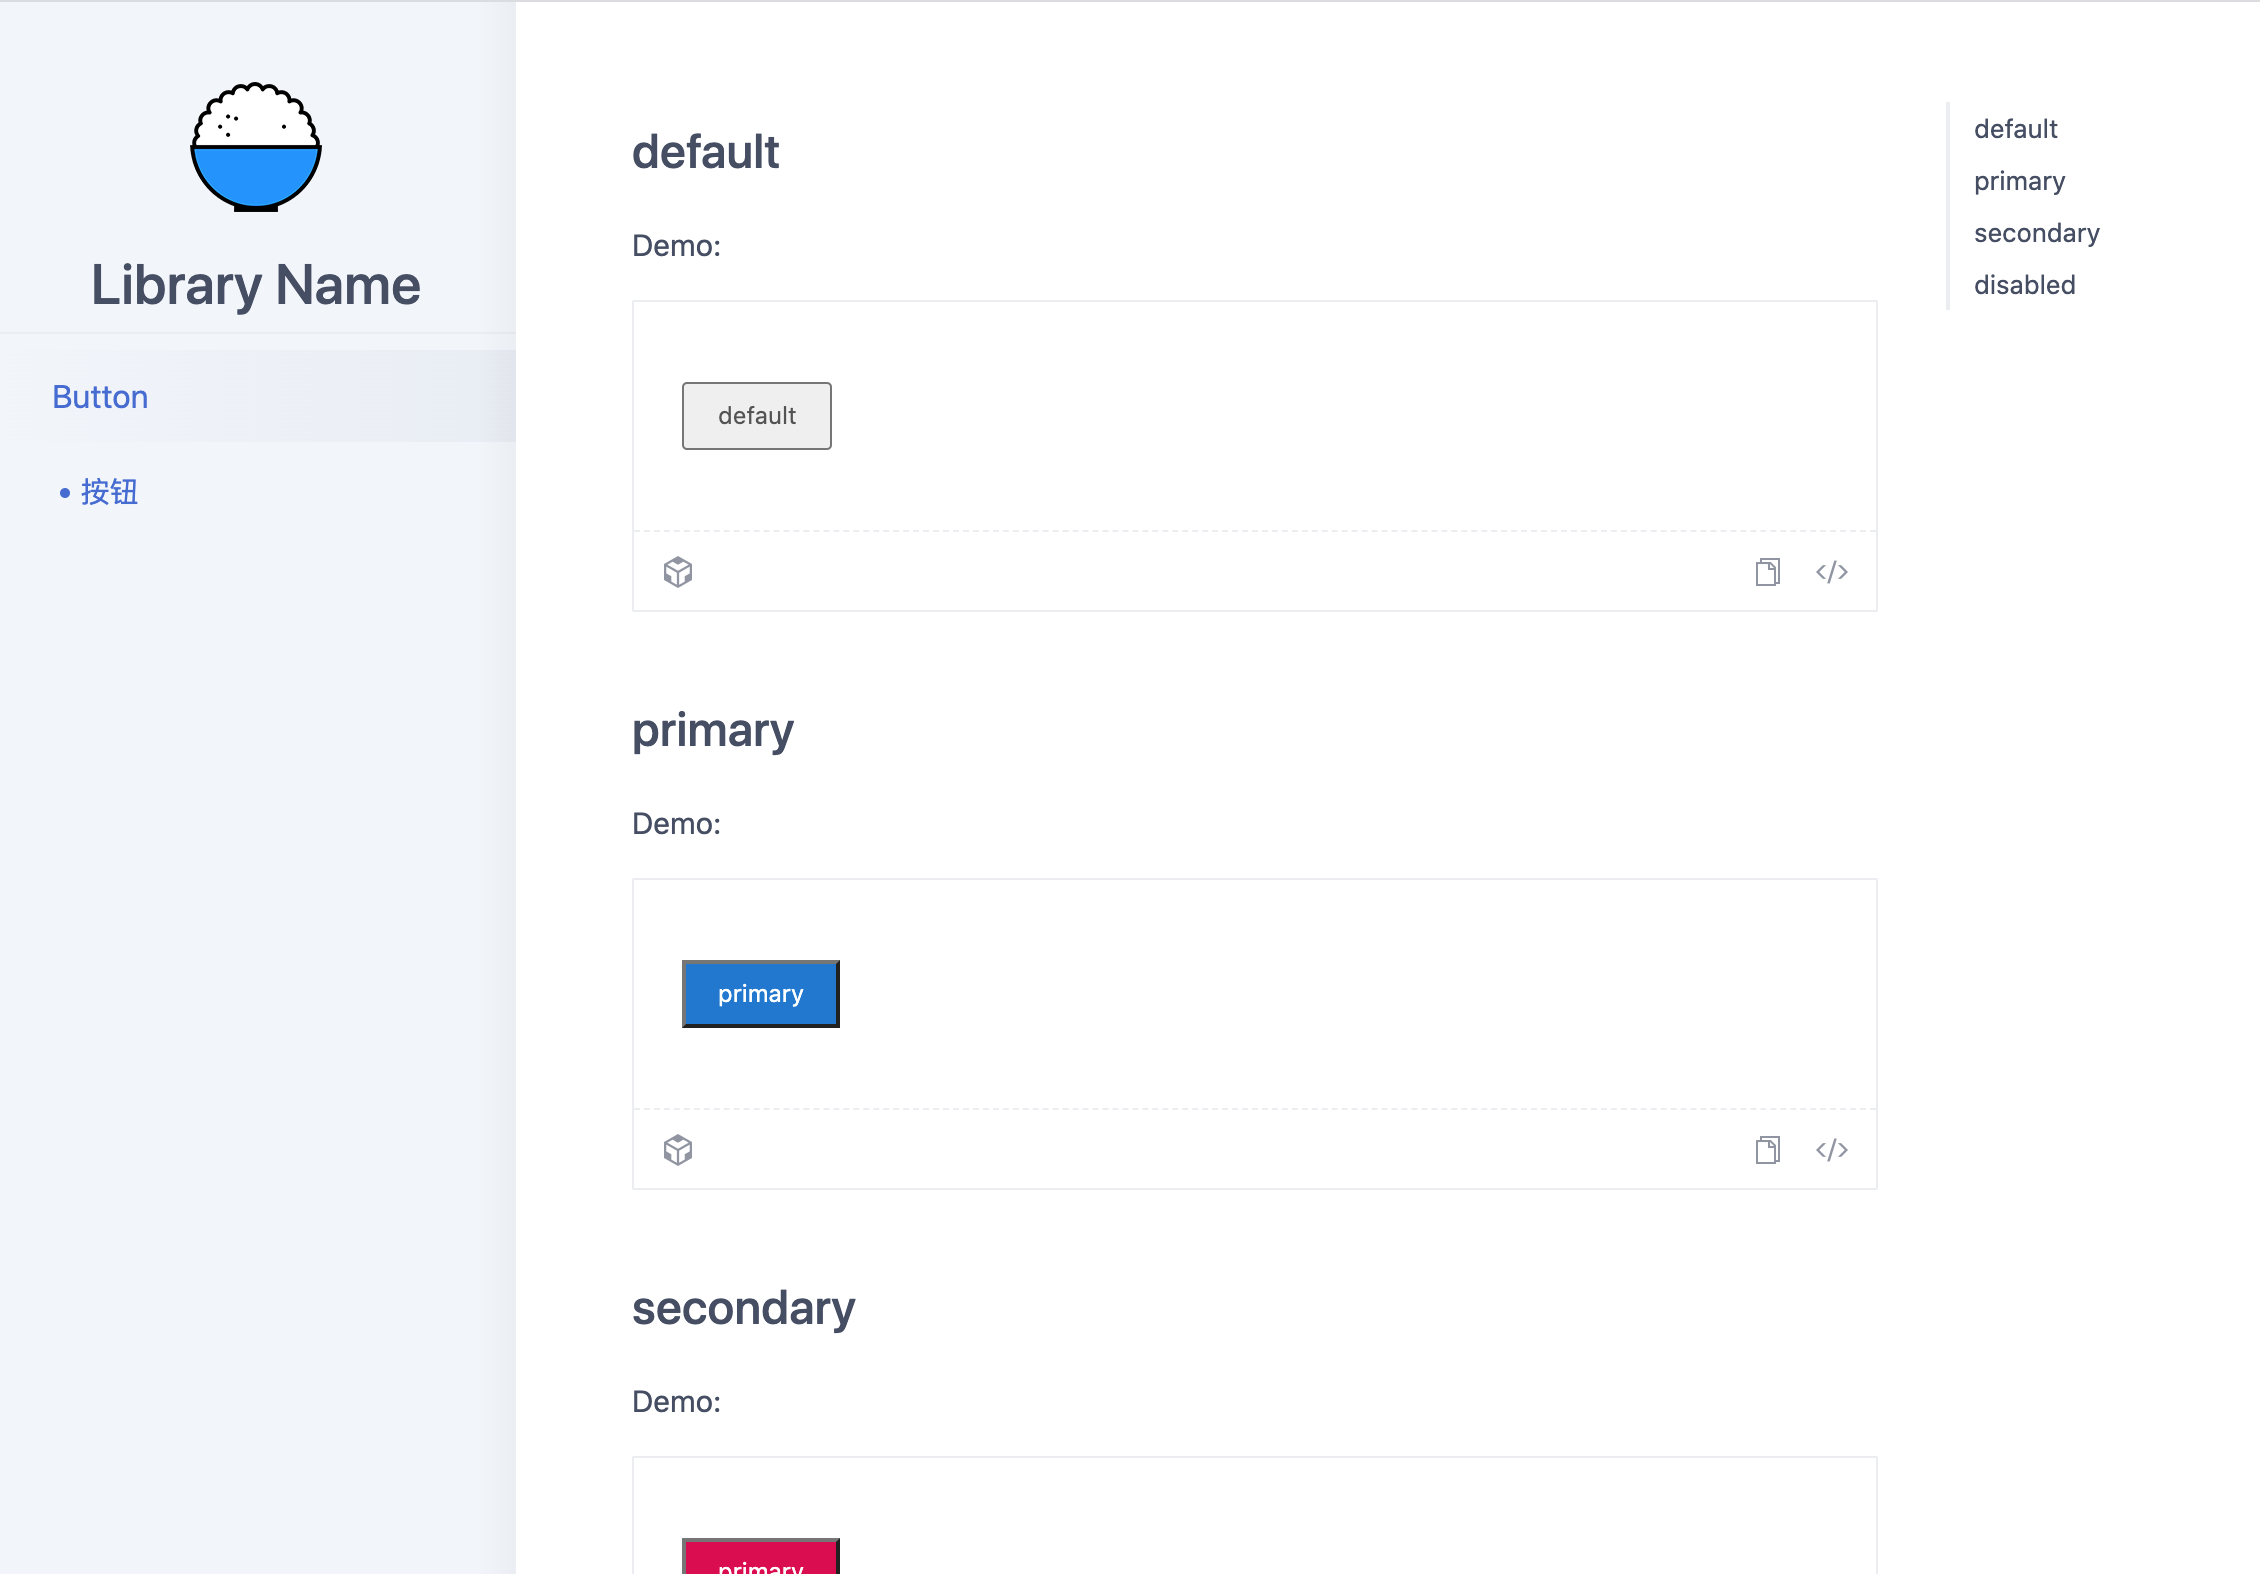 Library Name
Button
按钮
default
Demo:
default
primary
Demo:
primary
secondary
Demo:
primary
default
primary
secondary
disabled